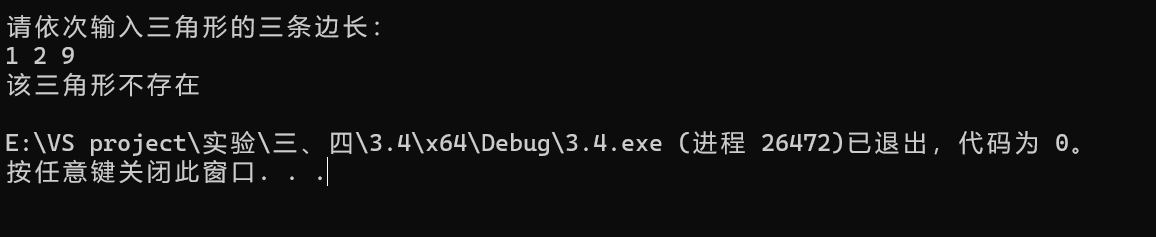 请依次输入三角形的三条边长：
1 2 9
该三角形不存在
E:\VS project\实验\三、四\3.4\x64\Debug\3.4.exe (进程 26472)已退出，代码为 0。
按任意键关闭此窗口. . .